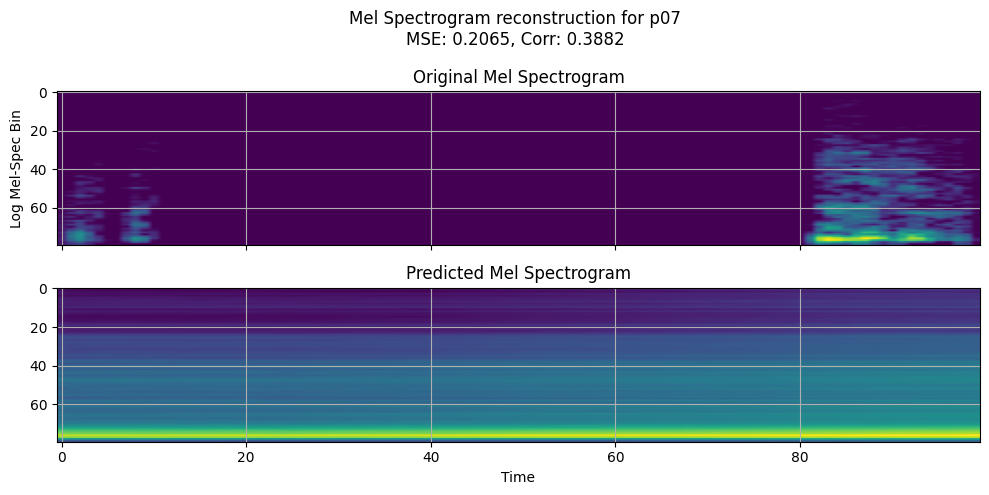 Mel Spectrogram reconstruction for p07
MSE: 0.2065, Corr: 0.3882
Original Mel Spectrogram
Log Mel-Spec Bin
0
20
40
60
Predicted Mel Spectrogram
0
20
40
60
0 20 40 60 80
Time